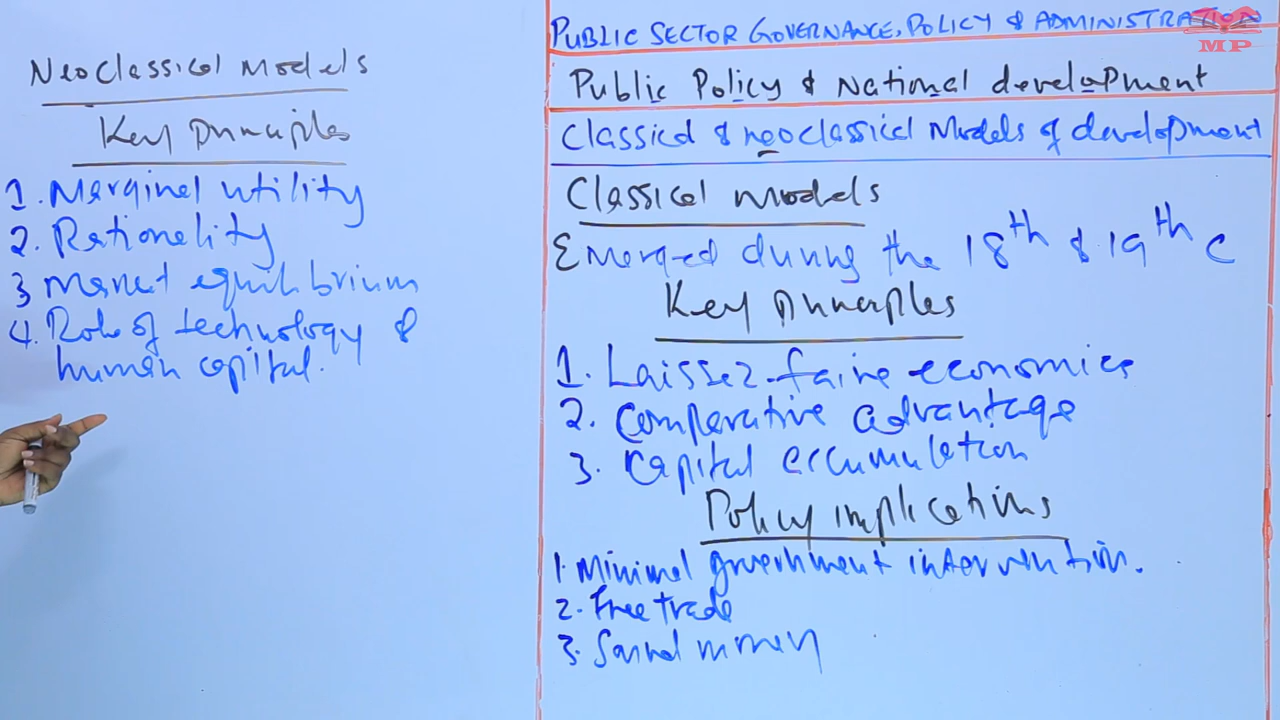 PUBLIC SECTOR GOVERNANCE, POLICY & ADMINISTRATION
MP
Public Policy & National development
Classical & neoclassical Models of development
Classical models
Emerged during the 18th & 19th C
Key Principles
1. Laissez-faire economics
2. Comparative advantage
3. Capital accumulation
Policy implications
1. Minimal government intervention.
2. Free trade
3. Sound money
Neoclassical Models
Key Principles
1. Marginal utility
2. Rationality
3 Market equilibrium
4. Role of technology &
human capital.